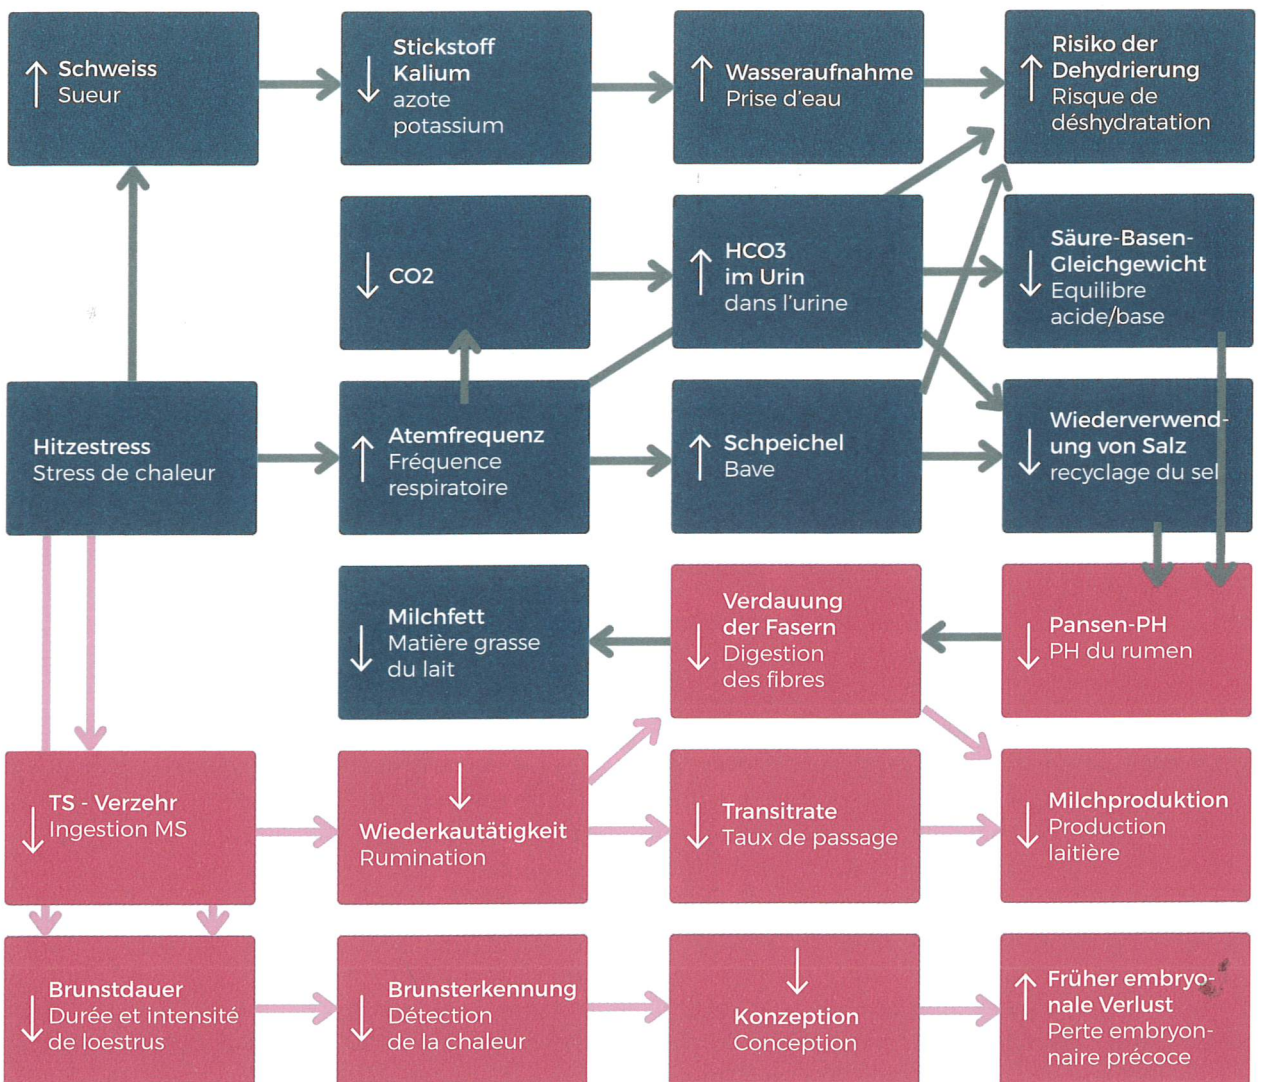 Schweiss
Sueur
Stickstoff
Kalium
azote
potassium
Wasseraufnahme
Prise d'eau
Risiko der
Dehydrierung
Risque de
déshydratation
CO2
HCO3
im Urin
dans l'urine
Säure-Basen-
Gleichgewicht
Equilibre
acide/base
Hitzestress
Stress de chaleur
Atemfrequenz
Fréquence
respiratoire
Schpeichel
Bave
Wiederverwend-
ung von Salz
recyclage du sel
Milchfett
Matière grasse
du lait
Verdauung
der Fasern
Digestion
des fibres
Pansen-PH
PH du rumen
TS - Verzehr
Ingestion MS
Wiederkautätigkeit
Rumination
Transitrate
Taux de passage
Milchproduktion
Production
laitière
Brunstdauer
Durée et intensité
de loestrus
Brunsterkennung
Détection
de la chaleur
Konzeption
Conception
Früher embryo-
nale Verlust
Perte embryon-
naire précoce